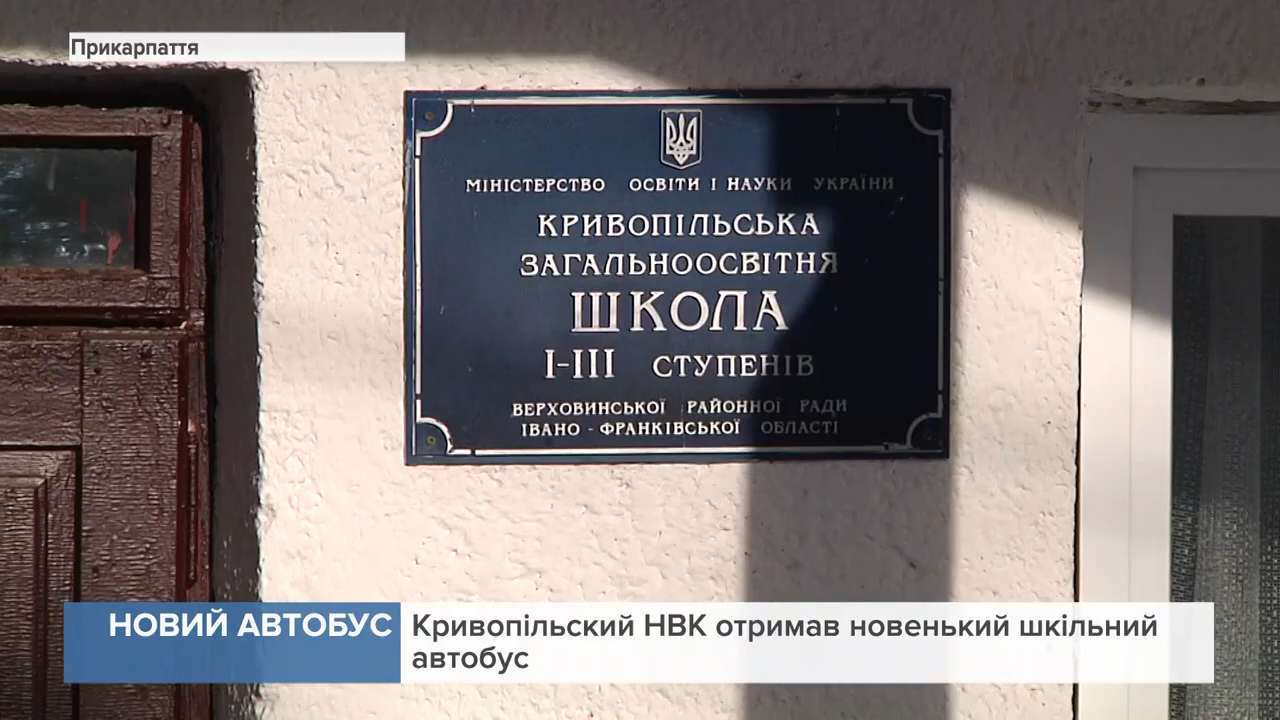 Прикарпаття
МІНІСТЕРСТВО ОСВІТИ І НАУКИ УКРАЇНИ
КРИВОПІЛЬСЬКА
ЗАГАЛЬНООСВІТНЯ
ШКОЛА
І-ІІІ СТУПЕНІВ
ВЕРХОВИНСЬКОЇ РАЙОННОЇ РАДИ
ІВАНО - ФРАНКІВСЬКОЇ ОБЛАСТІ
НОВИЙ АВТОБУС
Кривопільский НВК отримав новенький шкільний
автобус